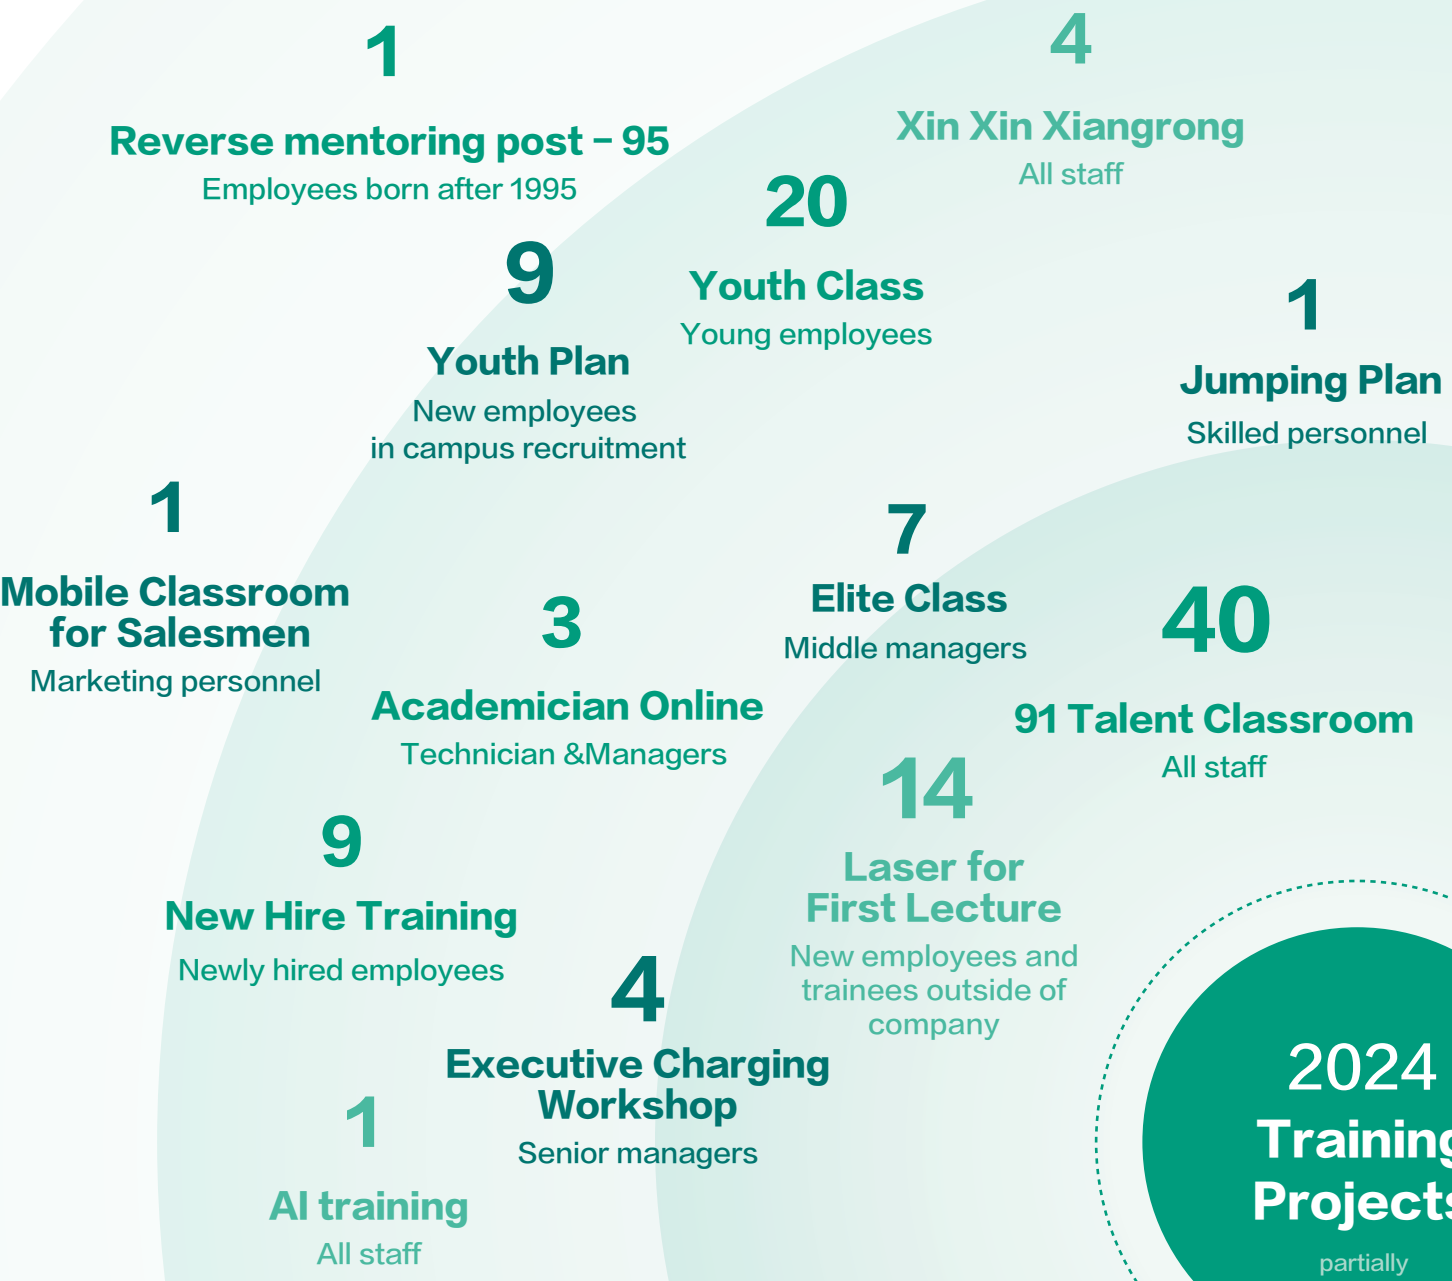 1
Reverse mentoring post – 95
Employees born after 1995
4
Xin Xin Xiangrong
All staff
20
Youth Class
Young employees
9
Youth Plan
New employees
in campus recruitment
1
Jumping Plan
Skilled personnel
1
Mobile Classroom
for Salesmen
Marketing personnel
7
Elite Class
Middle managers
3
Academician Online
Technician &Managers
40
91 Talent Classroom
All staff
14
Laser for
First Lecture
New employees and
trainees outside of
company
9
New Hire Training
Newly hired employees
4
Executive Charging
Workshop
Senior managers
1
AI training
All staff
2024
Training
Projects
partially